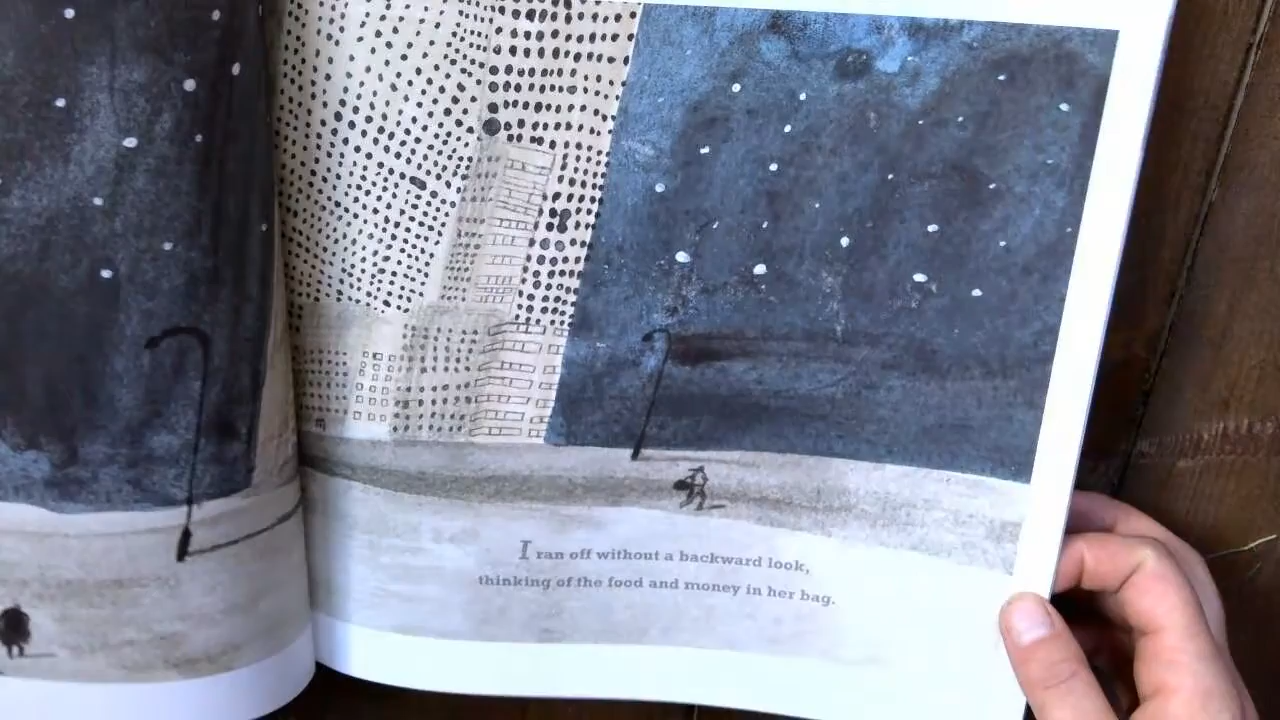 I ran off without a backward look,
thinking of the food and money in her bag.